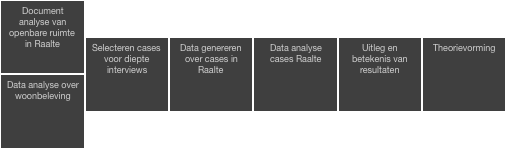 Document
analyse van
openbare ruimte
in Raalte
Data analyse over
woonbeleving
Selecteren cases
voor diepte
interviews
Data genereren
over cases in
Raalte
Data analyse
cases Raalte
Uitleg en
betekenis van
resultaten
Theorievorming